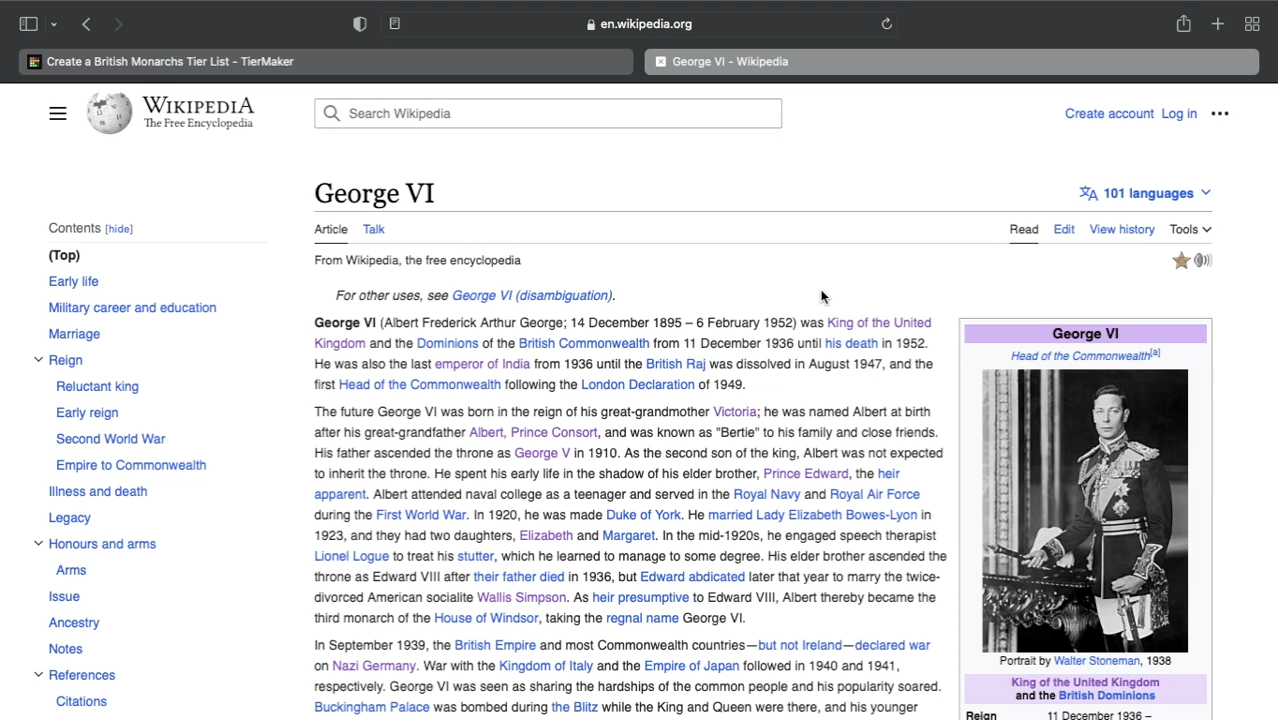 en.wikipedia.org
Create a British Monarchs Tier List - TierMaker
George VI - Wikipedia
WIKIPEDIA
The Free Encyclopedia
Search Wikipedia
Create account Log in
George VI
101 languages
Contents [hide]
Article Talk
Read Edit View history Tools
(Top)
From Wikipedia, the free encyclopedia
Early life
For other uses, see George VI (disambiguation).
Military career and education
Marriage
Reign
Reluctant king
Early reign
Second World War
Empire to Commonwealth
Illness and death
Legacy
Honours and arms
Arms
Issue
Ancestry
Notes
References
Citations
George VI (Albert Frederick Arthur George; 14 December 1895 – 6 February 1952) was King of the United
Kingdom and the Dominions of the British Commonwealth from 11 December 1936 until his death in 1952.
He was also the last emperor of India from 1936 until the British Raj was dissolved in August 1947, and the
first Head of the Commonwealth following the London Declaration of 1949.
The future George VI was born in the reign of his great-grandmother Victoria; he was named Albert at birth
after his great-grandfather Albert, Prince Consort, and was known as "Bertie" to his family and close friends.
His father ascended the throne as George V in 1910. As the second son of the king, Albert was not expected
to inherit the throne. He spent his early life in the shadow of his elder brother, Prince Edward, the heir
apparent. Albert attended naval college as a teenager and served in the Royal Navy and Royal Air Force
during the First World War. In 1920, he was made Duke of York. He married Lady Elizabeth Bowes-Lyon in
1923, and they had two daughters, Elizabeth and Margaret. In the mid-1920s, he engaged speech therapist
Lionel Logue to treat his stutter, which he learned to manage to some degree. His elder brother ascended the
throne as Edward VIII after their father died in 1936, but Edward abdicated later that year to marry the twice-
divorced American socialite Wallis Simpson. As heir presumptive to Edward VIII, Albert thereby became the
third monarch of the House of Windsor, taking the regnal name George VI.
In September 1939, the British Empire and most Commonwealth countries—but not Ireland—declared war
on Nazi Germany. War with the Kingdom of Italy and the Empire of Japan followed in 1940 and 1941,
respectively. George VI was seen as sharing the hardships of the common people and his popularity soared.
Buckingham Palace was bombed during the Blitz while the King and Queen were there, and his younger
George VI
Head of the Commonwealth[a]
Portrait by Walter Stoneman, 1938
King of the United Kingdom
and the British Dominions
Reign 11 December 1936 –